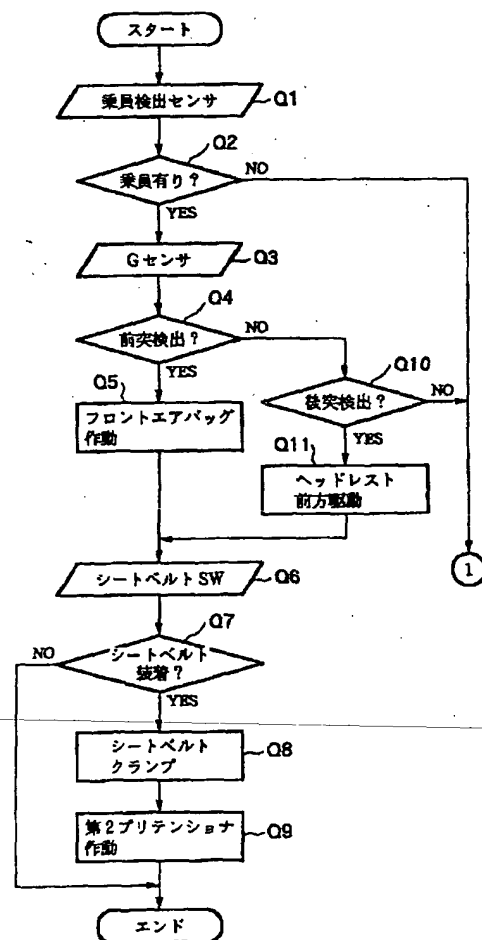 スタート
乗員検出センサ
Q1
Q2
乗員有り？
NO
YES
Gセンサ
Q3
Q4
前突検出？
NO
YES
Q5
フロントエアバッグ
作動
Q10
後突検出？
NO
YES
Q11
ヘッドレスト
前方駆動
1
シートベルトSW
Q6
Q7
シートベルト
装着？
NO
YES
シートベルト
クランプ
Q8
第2プリテンショナ
作動
Q9
エンド